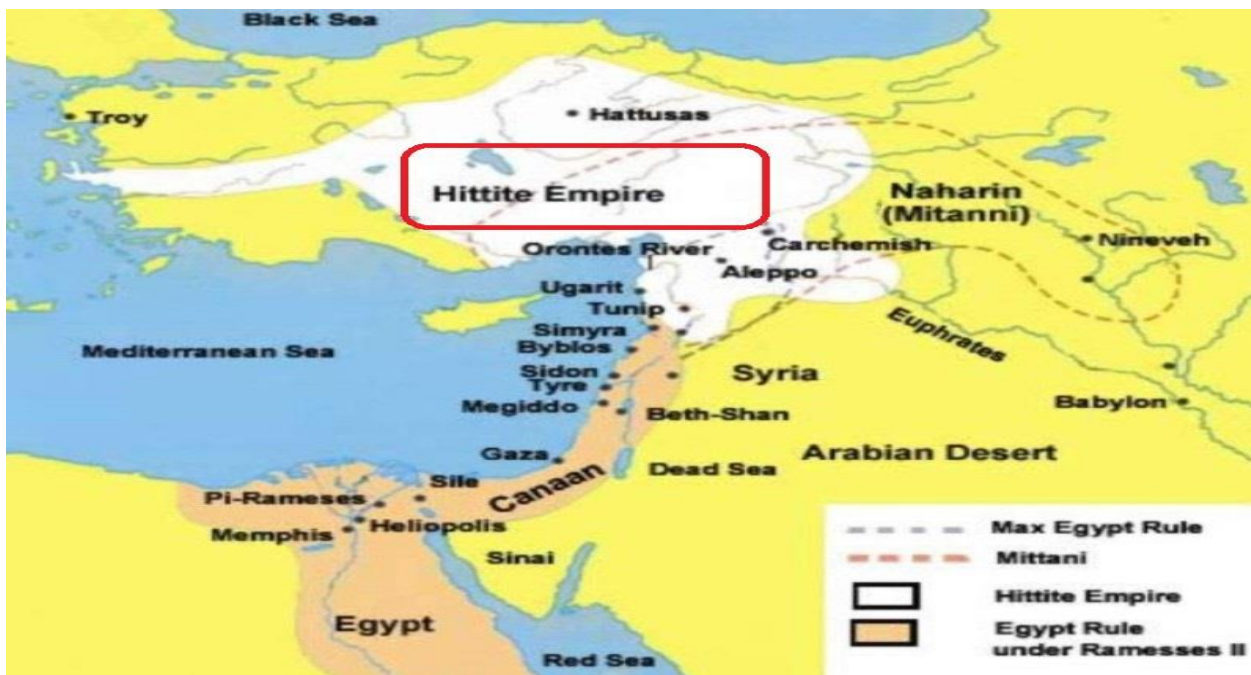 Black Sea
Troy
Hattusas
Hittite Empire
Naharin
(Mitanni)
Nineveh
Orontes River
Carchemish
Aleppo
Ugarit
Tunip
Simyra
Euphrates
Mediterranean Sea
Byblos
Sidon
Syria
Tyre
Megiddo
Beth-Shan
Babylon
Gaza
Arabian Desert
Dead Sea
Canaan
Sile
Pi-Rameses
Heliopolis
Memphis
Sinai
Egypt
Red Sea
Max Egypt Rule
Mittani
Hittite Empire
Egypt Rule
under Ramesses II